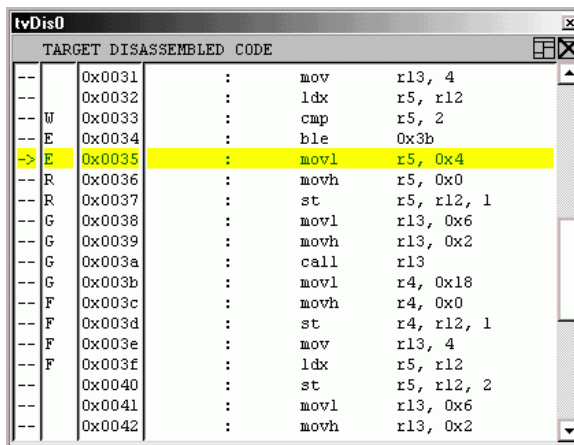 tvDis0
TARGET DISASSEMBLED CODE
-- 0x0031 : mov r13, 4
-- 0x0032 : ldx r5, r12
-- W 0x0033 : cmp r5, 2
-- E 0x0034 : ble 0x3b
-> E 0x0035 : movl r5, 0x4
-- R 0x0036 : movh r5, 0x0
-- R 0x0037 : st r5, r12, 1
-- G 0x0038 : movl r13, 0x6
-- G 0x0039 : movh r13, 0x2
-- G 0x003a : call r13
-- G 0x003b : movl r4, 0x18
-- F 0x003c : movh r4, 0x0
-- F 0x003d : st r4, r12, 1
-- F 0x003e : mov r13, 4
-- F 0x003f : ldx r5, r12
-- 0x0040 : st r5, r12, 2
-- 0x0041 : movl r13, 0x6
-- 0x0042 : movh r13, 0x2